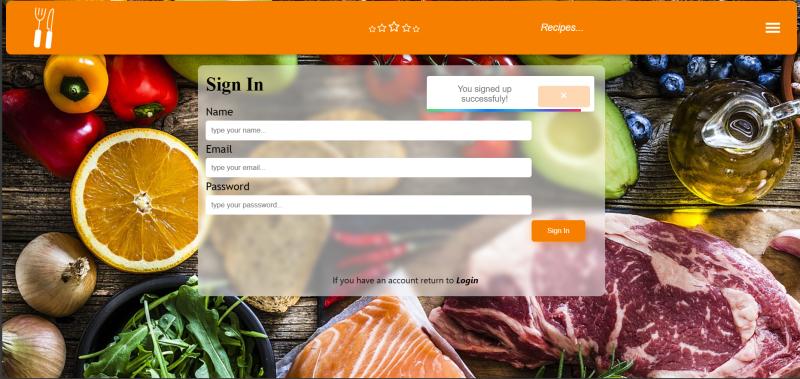 Recipes...
Sign In
You signed up
successfuly!
Name
type your name...
Email
type your email...
Password
type your passsword...
Sign In
If you have an account return to Login